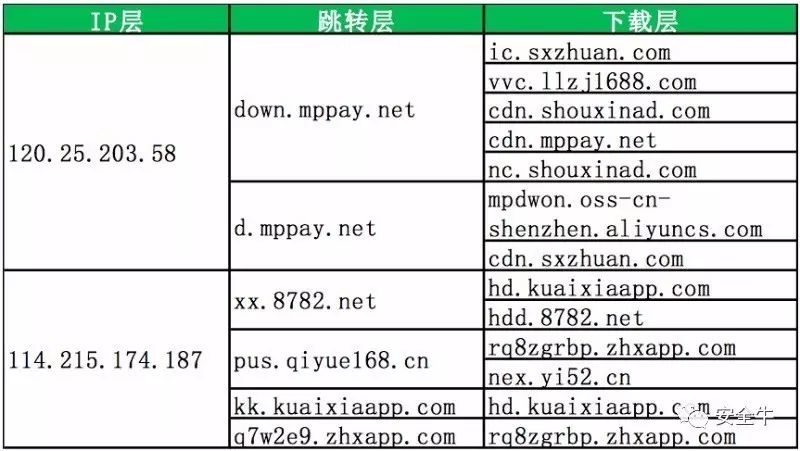 IP层 跳转层 下载层
ic.sxzhuan.com
vvc.llzj1688.com
down.mppay.net cdn.shouxinad.com
cdn.mppay.net
120.25.203.58 nc.shouxinad.com
mpdwon.oss-cn-
d.mppay.net shenzhen.aliyuncs.com
cdn.sxzhuan.com
xx.8782.net hd.kuaixiaapp.com
hdd.8782.net
114.215.174.187 pus.qiyue168.cn rq8zgrbp.zhxapp.com
nex.yi52.cn
kk.kuaixiaapp.com hd.kuaixiaapp.com
q7w2e9.zhxapp.com rq8zgrbp.zhxapp.com
安全牛